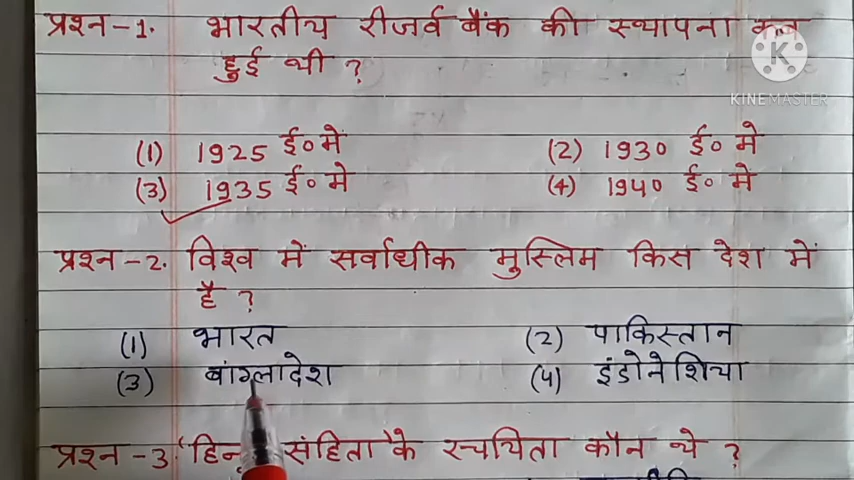 प्रश्न-1. भारतीय रीजर्व बैंक की स्थापना कब
हुई थी ?
KINEMASTER
(1) 1925 ई० में (2) 1930 ई० में
(3) 1935 ई० में (4) 1940 ई० में
प्रश्न-2. विश्व में सर्वाधीक मुस्लिम किस देश में
है ?
(1) भारत (2) पाकिस्तान
(3) बांग्लादेश (4) इंडोनेशिया
प्रश्न-3. 'हिन्दू संहिता' के रचयिता कौन थे ?